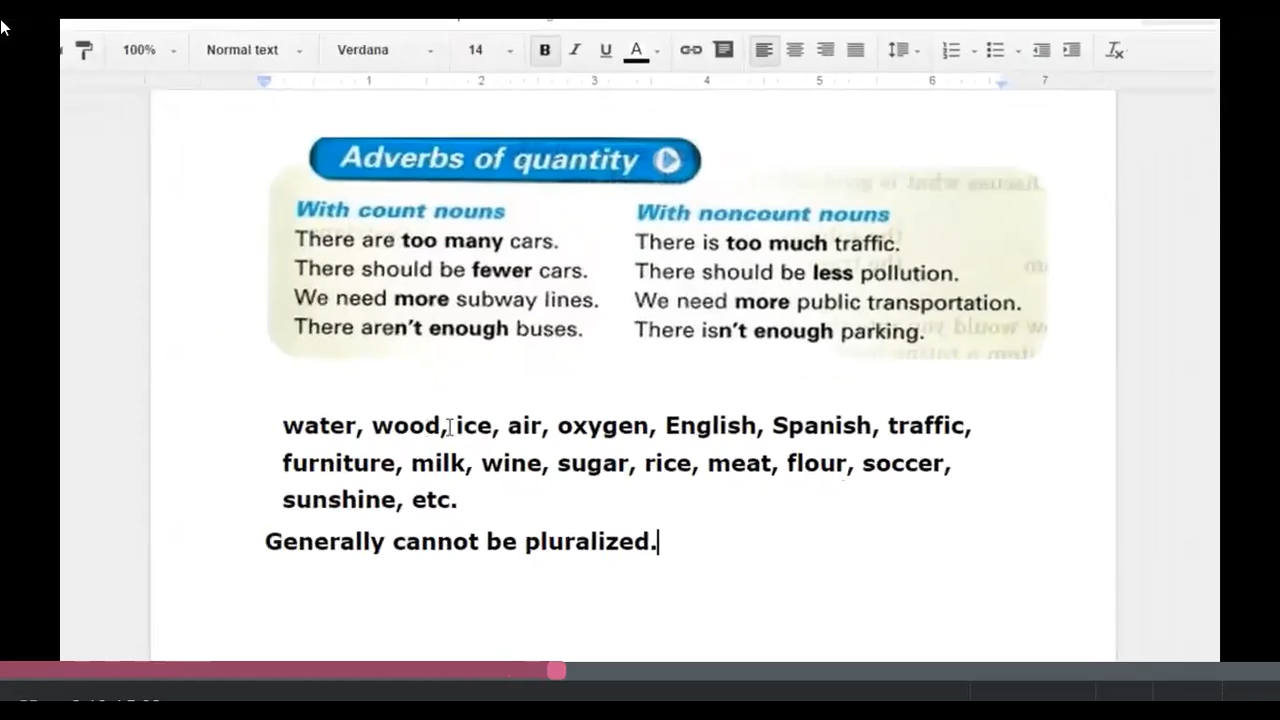 100% Normal text Verdana 14 B I U A
1 2 3 4 5 6 7
Adverbs of quantity
With count nouns
There are too many cars.
There should be fewer cars.
We need more subway lines.
There aren't enough buses.
With noncount nouns
There is too much traffic.
There should be less pollution.
We need more public transportation.
There isn't enough parking.
water, wood, ice, air, oxygen, English, Spanish, traffic,
furniture, milk, wine, sugar, rice, meat, flour, soccer,
sunshine, etc.
Generally cannot be pluralized.